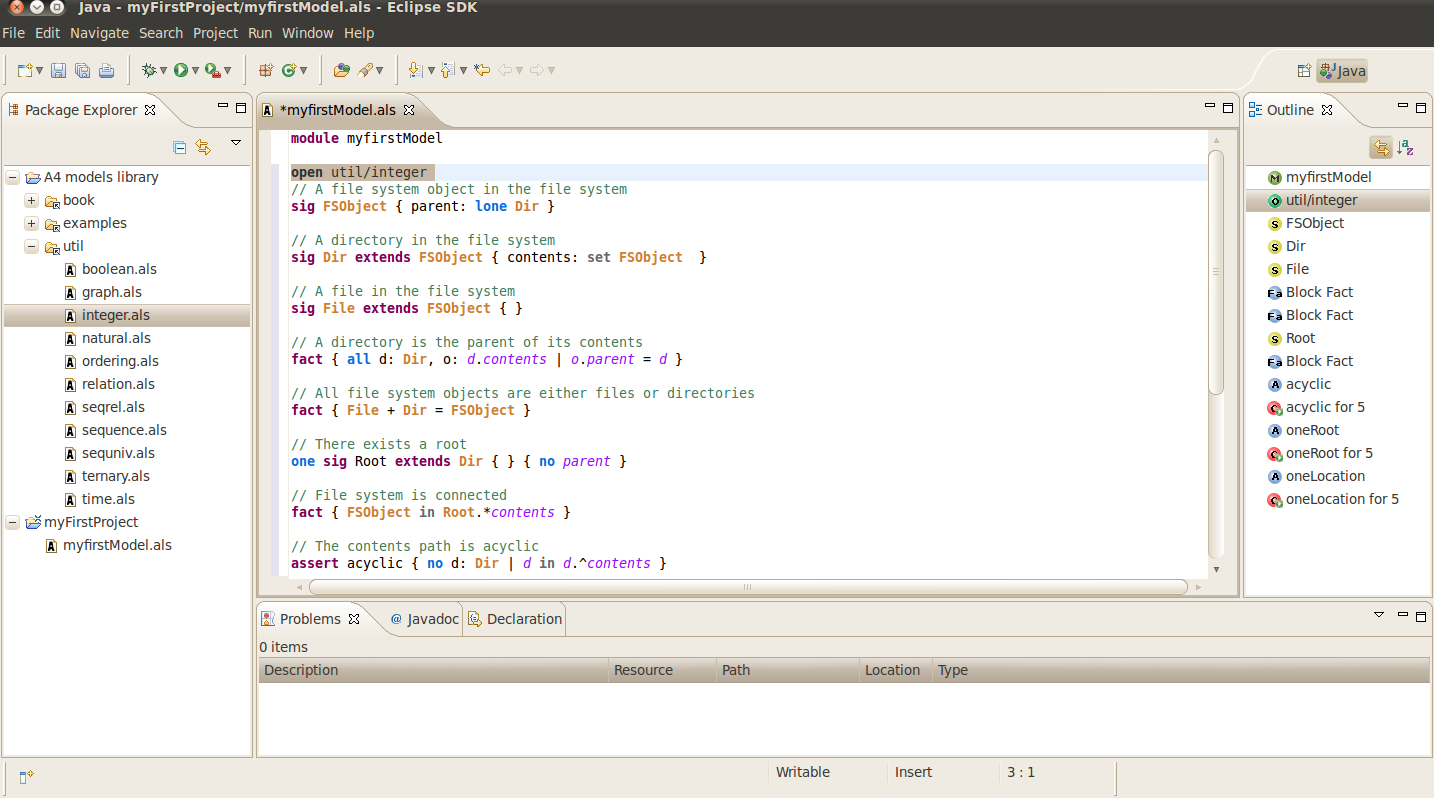 Java - myFirstProject/myfirstModel.als - Eclipse SDK
File Edit Navigate Search Project Run Window Help
Java
Package Explorer
A4 models library
book
examples
util
boolean.als
graph.als
integer.als
natural.als
ordering.als
relation.als
seqrel.als
sequence.als
sequniv.als
ternary.als
time.als
myFirstProject
myfirstModel.als
*myfirstModel.als
module myfirstModel
open util/integer
// A file system object in the file system
sig FSObject { parent: lone Dir }
// A directory in the file system
sig Dir extends FSObject { contents: set FSObject  }
// A file in the file system
sig File extends FSObject { }
// A directory is the parent of its contents
fact { all d: Dir, o: d.contents | o.parent = d }
// All file system objects are either files or directories
fact { File + Dir = FSObject }
// There exists a root
one sig Root extends Dir { } { no parent }
// File system is connected
fact { FSObject in Root.*contents }
// The contents path is acyclic
assert acyclic { no d: Dir | d in d.^contents }
Outline
myfirstModel
util/integer
FSObject
Dir
File
Block Fact
Block Fact
Root
Block Fact
acyclic
acyclic for 5
oneRoot
oneRoot for 5
oneLocation
oneLocation for 5
Problems @ Javadoc Declaration
0 items
Description Resource Path Location Type
Writable Insert 3 : 1